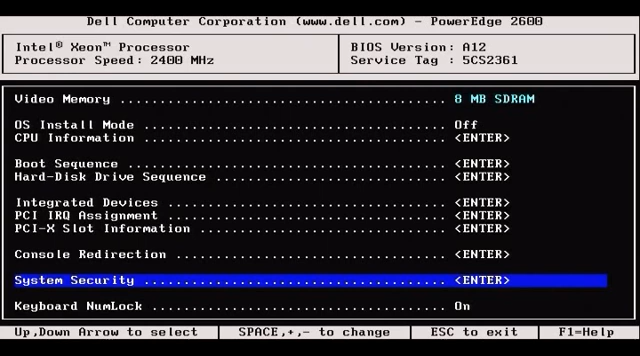 Dell Computer Corporation (www.dell.com) - PowerEdge 2600
Intel® Xeon™ Processor
Processor Speed: 2400 MHz
BIOS Version: A12
Service Tag : 5CS2361
Video Memory ......................................... 8 MB SDRAM
OS Install Mode ...................................... Off
CPU Information ...................................... <ENTER>
Boot Sequence ........................................ <ENTER>
Hard-Disk Drive Sequence ............................. <ENTER>
Integrated Devices ................................... <ENTER>
PCI IRQ Assignment ................................... <ENTER>
PCI-X Slot Information ............................... <ENTER>
Console Redirection .................................. <ENTER>
System Security ...................................... <ENTER>
Keyboard NumLock ..................................... On
Up,Down Arrow to select
SPACE,+,- to change
ESC to exit
F1=Help